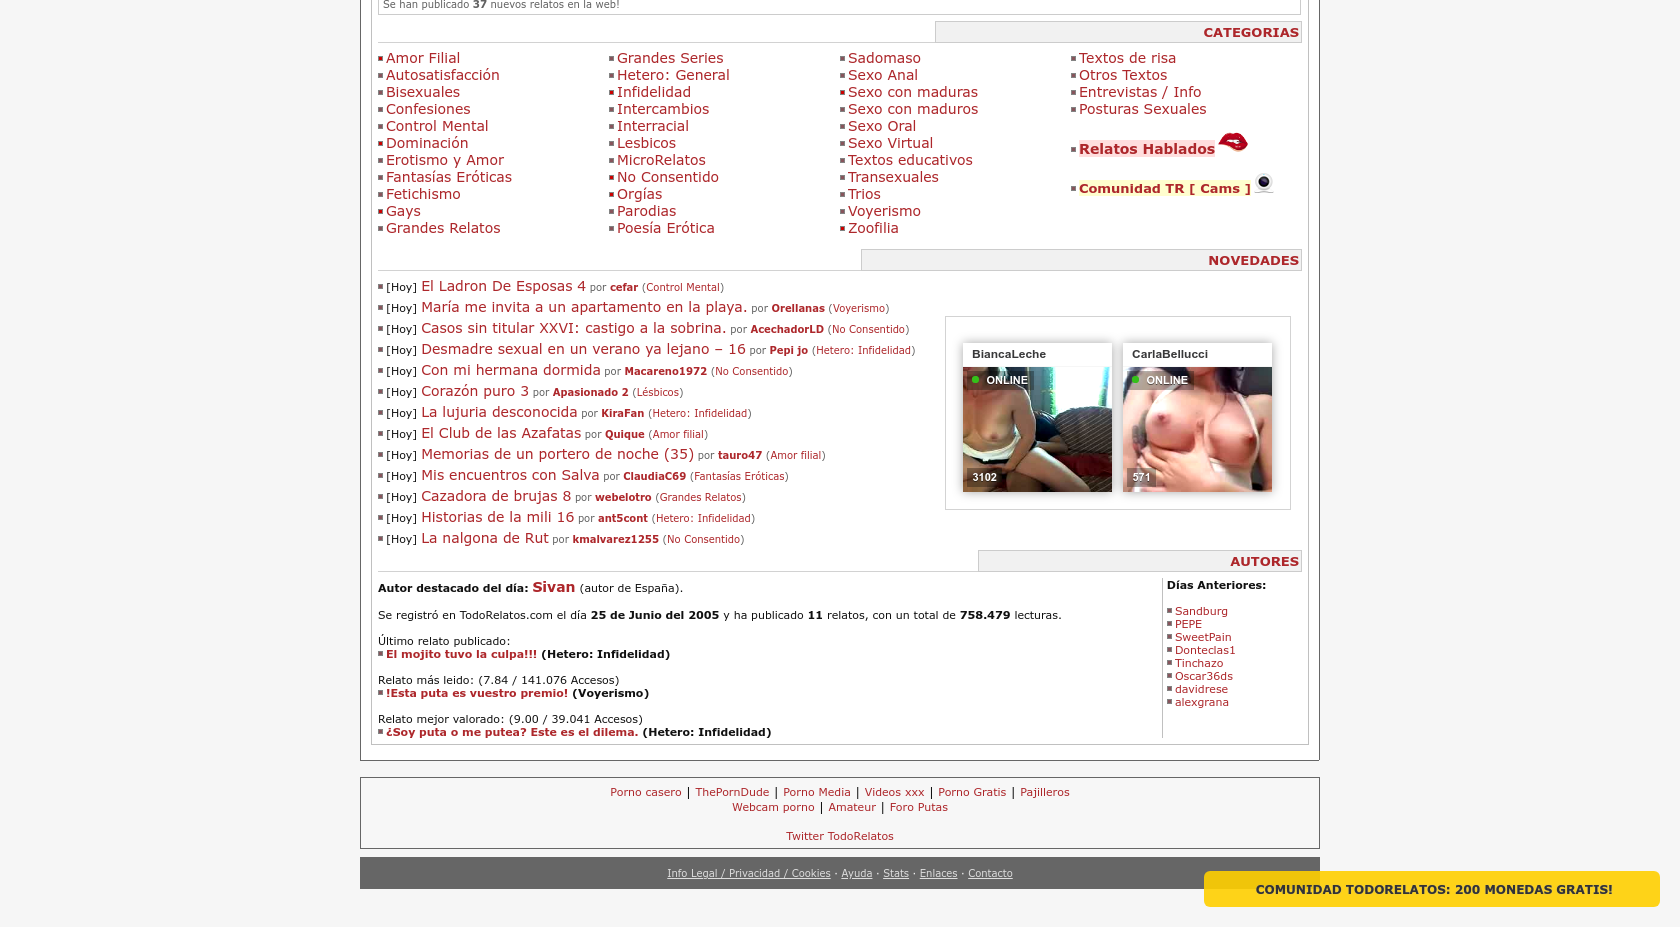 Se han publicado 37 nuevos relatos en la web!
CATEGORIAS
Amor Filial
Autosatisfacción
Bisexuales
Confesiones
Control Mental
Dominación
Erotismo y Amor
Fantasías Eróticas
Fetichismo
Gays
Grandes Relatos
Grandes Series
Hetero: General
Infidelidad
Intercambios
Interracial
Lesbicos
MicroRelatos
No Consentido
Orgías
Parodias
Poesía Erótica
Sadomaso
Sexo Anal
Sexo con maduras
Sexo con maduros
Sexo Oral
Sexo Virtual
Textos educativos
Transexuales
Trios
Voyerismo
Zoofilia
Textos de risa
Otros Textos
Entrevistas / Info
Posturas Sexuales
Relatos Hablados
Comunidad TR [ Cams ]
NOVEDADES
[Hoy] El Ladron De Esposas 4 por cefar (Control Mental)
[Hoy] María me invita a un apartamento en la playa. por Orellanas (Voyerismo)
[Hoy] Casos sin titular XXVI: castigo a la sobrina. por AcechadorLD (No Consentido)
[Hoy] Desmadre sexual en un verano ya lejano – 16 por Pepi jo (Hetero: Infidelidad)
[Hoy] Con mi hermana dormida por Macareno1972 (No Consentido)
[Hoy] Corazón puro 3 por Apasionado 2 (Lésbicos)
[Hoy] La lujuria desconocida por KiraFan (Hetero: Infidelidad)
[Hoy] El Club de las Azafatas por Quique (Amor filial)
[Hoy] Memorias de un portero de noche (35) por tauro47 (Amor filial)
[Hoy] Mis encuentros con Salva por ClaudiaC69 (Fantasías Eróticas)
[Hoy] Cazadora de brujas 8 por webelotro (Grandes Relatos)
[Hoy] Historias de la mili 16 por ant5cont (Hetero: Infidelidad)
[Hoy] La nalgona de Rut por kmalvarez1255 (No Consentido)
BiancaLeche
ONLINE
3102
CarlaBellucci
ONLINE
571
AUTORES
Autor destacado del día: Sivan (autor de España).
Se registró en TodoRelatos.com el día 25 de Junio del 2005 y ha publicado 11 relatos, con un total de 758.479 lecturas.
Último relato publicado:
El mojito tuvo la culpa!!! (Hetero: Infidelidad)
Relato más leido: (7.84 / 141.076 Accesos)
!Esta puta es vuestro premio! (Voyerismo)
Relato mejor valorado: (9.00 / 39.041 Accesos)
¿Soy puta o me putea? Este es el dilema. (Hetero: Infidelidad)
Días Anteriores:
Sandburg
PEPE
SweetPain
Donteclas1
Tinchazo
Oscar36ds
davidrese
alexgrana
Porno casero | ThePornDude | Porno Media | Videos xxx | Porno Gratis | Pajilleros
Webcam porno | Amateur | Foro Putas
Twitter TodoRelatos
Info Legal / Privacidad / Cookies · Ayuda · Stats · Enlaces · Contacto
COMUNIDAD TODORELATOS: 200 MONEDAS GRATIS!